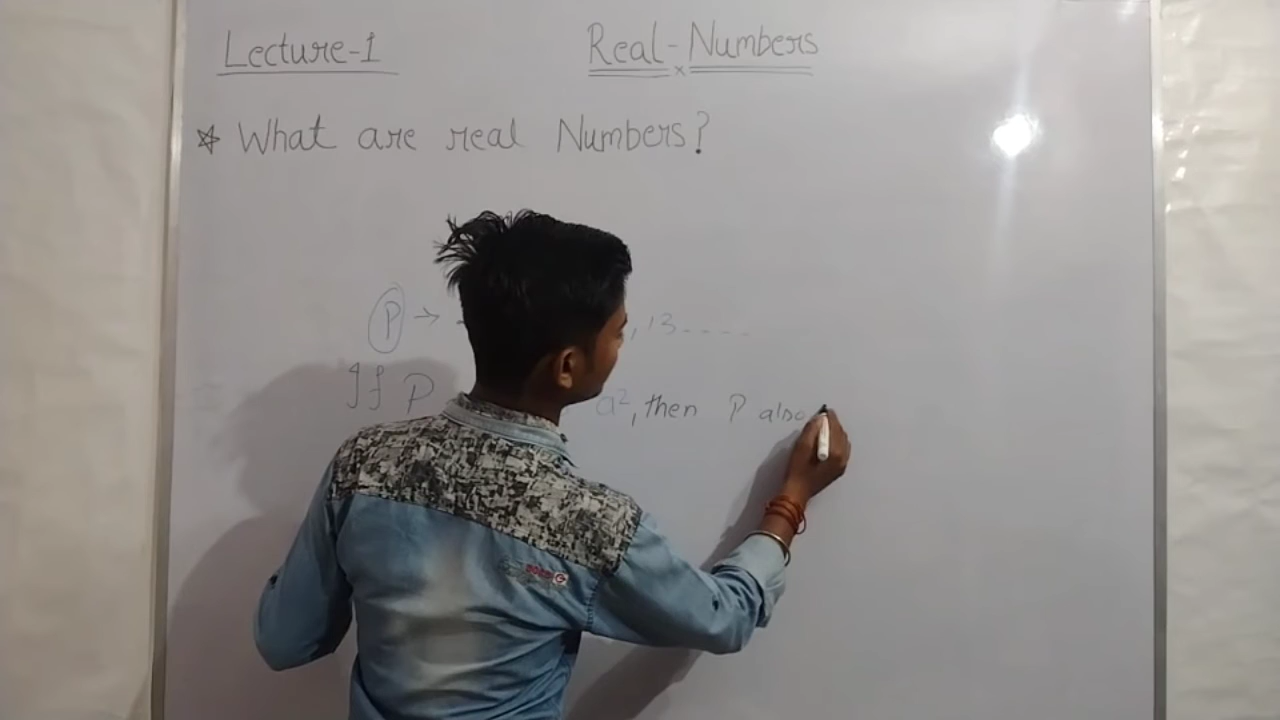 Lecture-1
Real-Numbers
What are real Numbers?
P → , 13-----
If P a², then P also